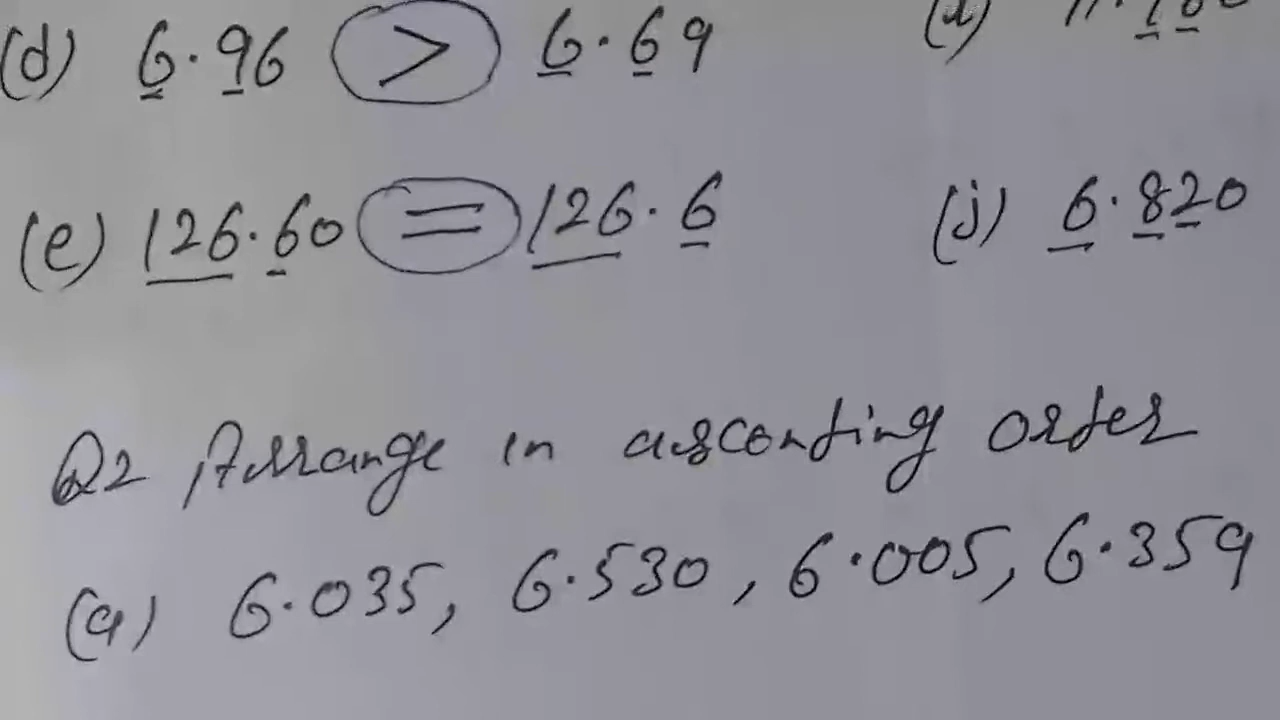 (d) 6.96 > 6.69
(e) 126.60 = 126.6
(j) 6.820
Q2 Arrange in asconding order
(a) 6.035, 6.530, 6.005, 6.359